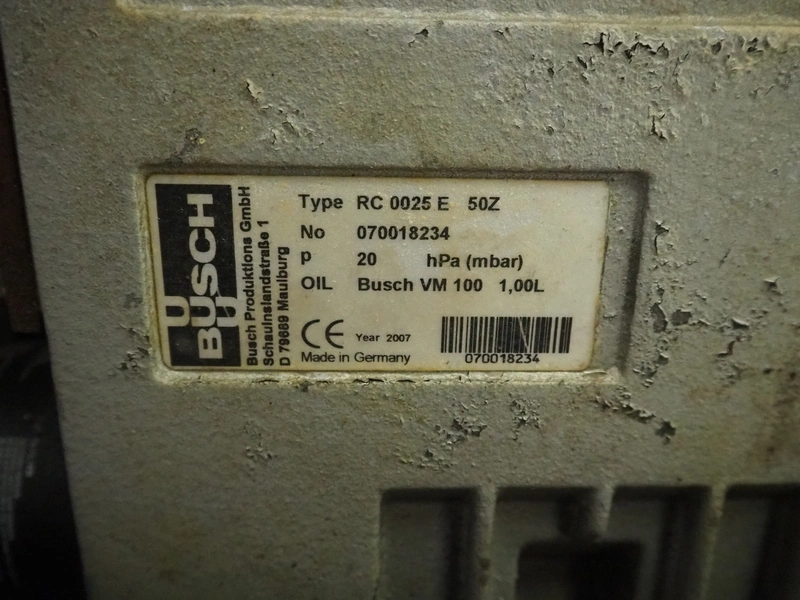 BUSCH
Busch Produktions GmbH
Schauinslandstraße 1
D 79689 Maulburg
Type RC 0025 E 50Z
No 070018234
p 20 hPa (mbar)
OIL Busch VM 100 1,00L
CE Year 2007
Made in Germany
070018234